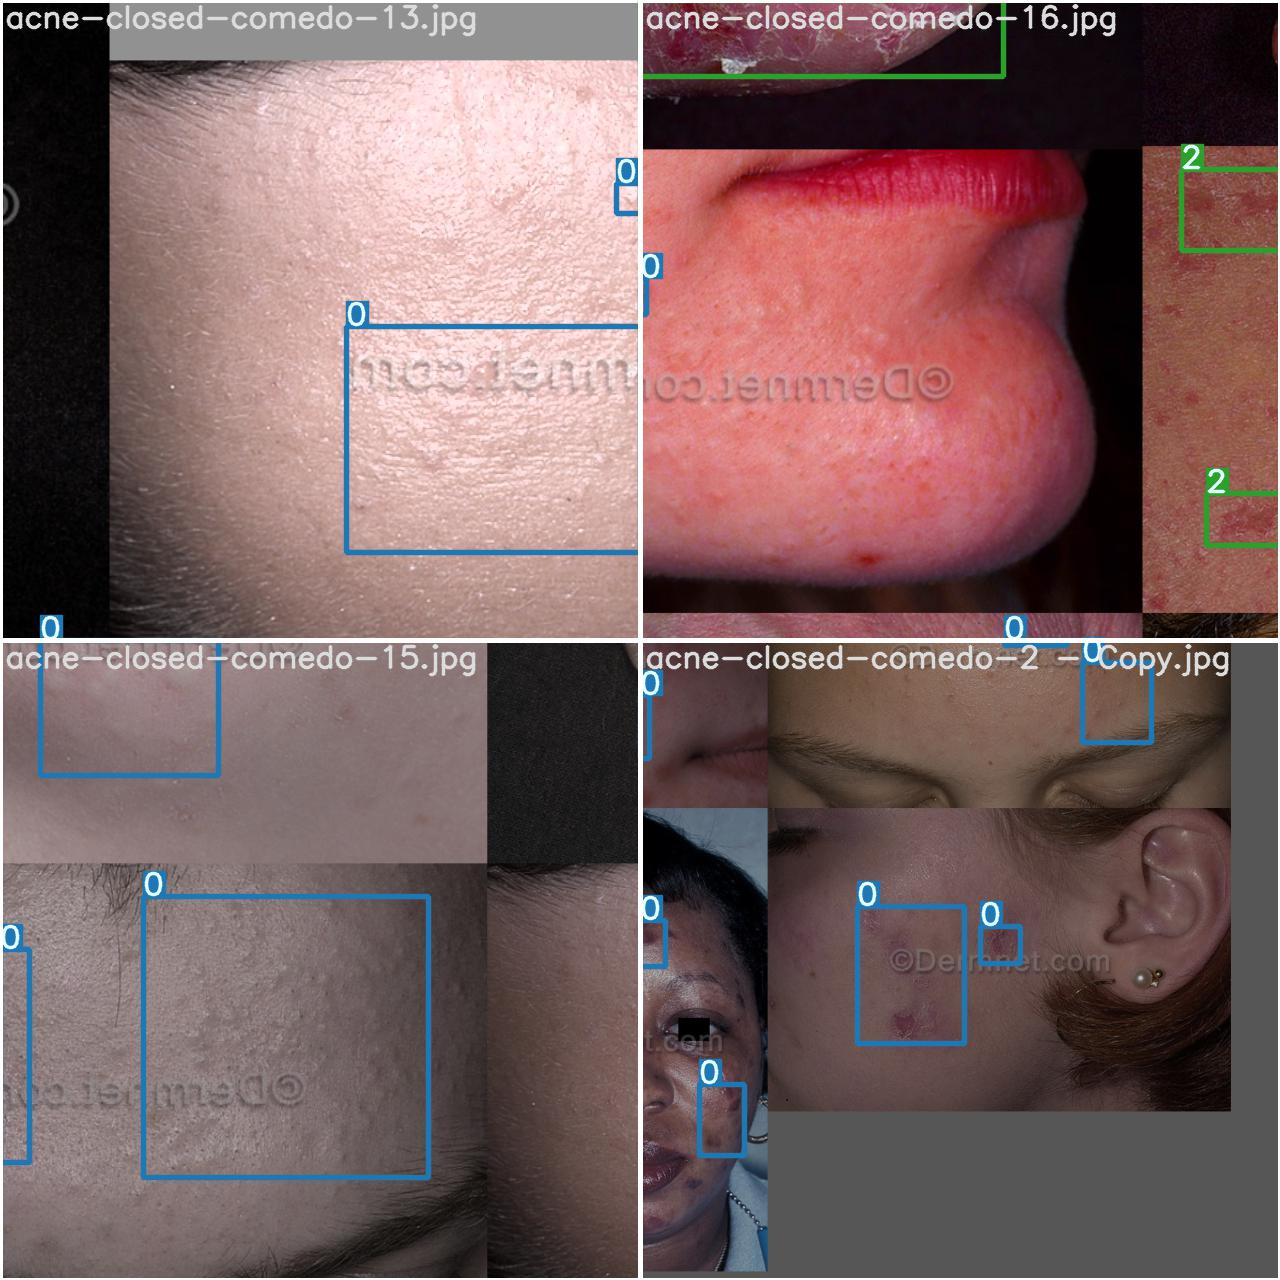 acne-closed-comedo-13.jpg
0
0
0
acne-closed-comedo-16.jpg
2
0
©Dermnet.co
2
0
acne-closed-comedo-15.jpg
0
0
acne-closed-comedo-2 - Copy.jpg
0
0
0
0
©Dermnet.com
0
t.com
0